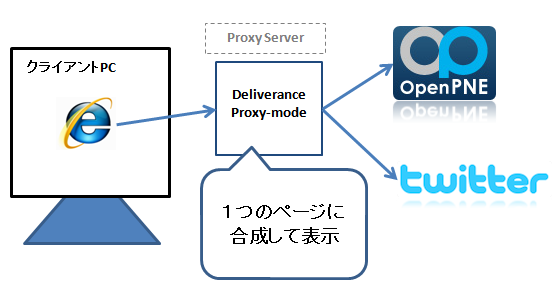 クライアントPC
Proxy Server
Deliverance
Proxy-mode
OpenPNE
twitter
１つのページに
合成して表示